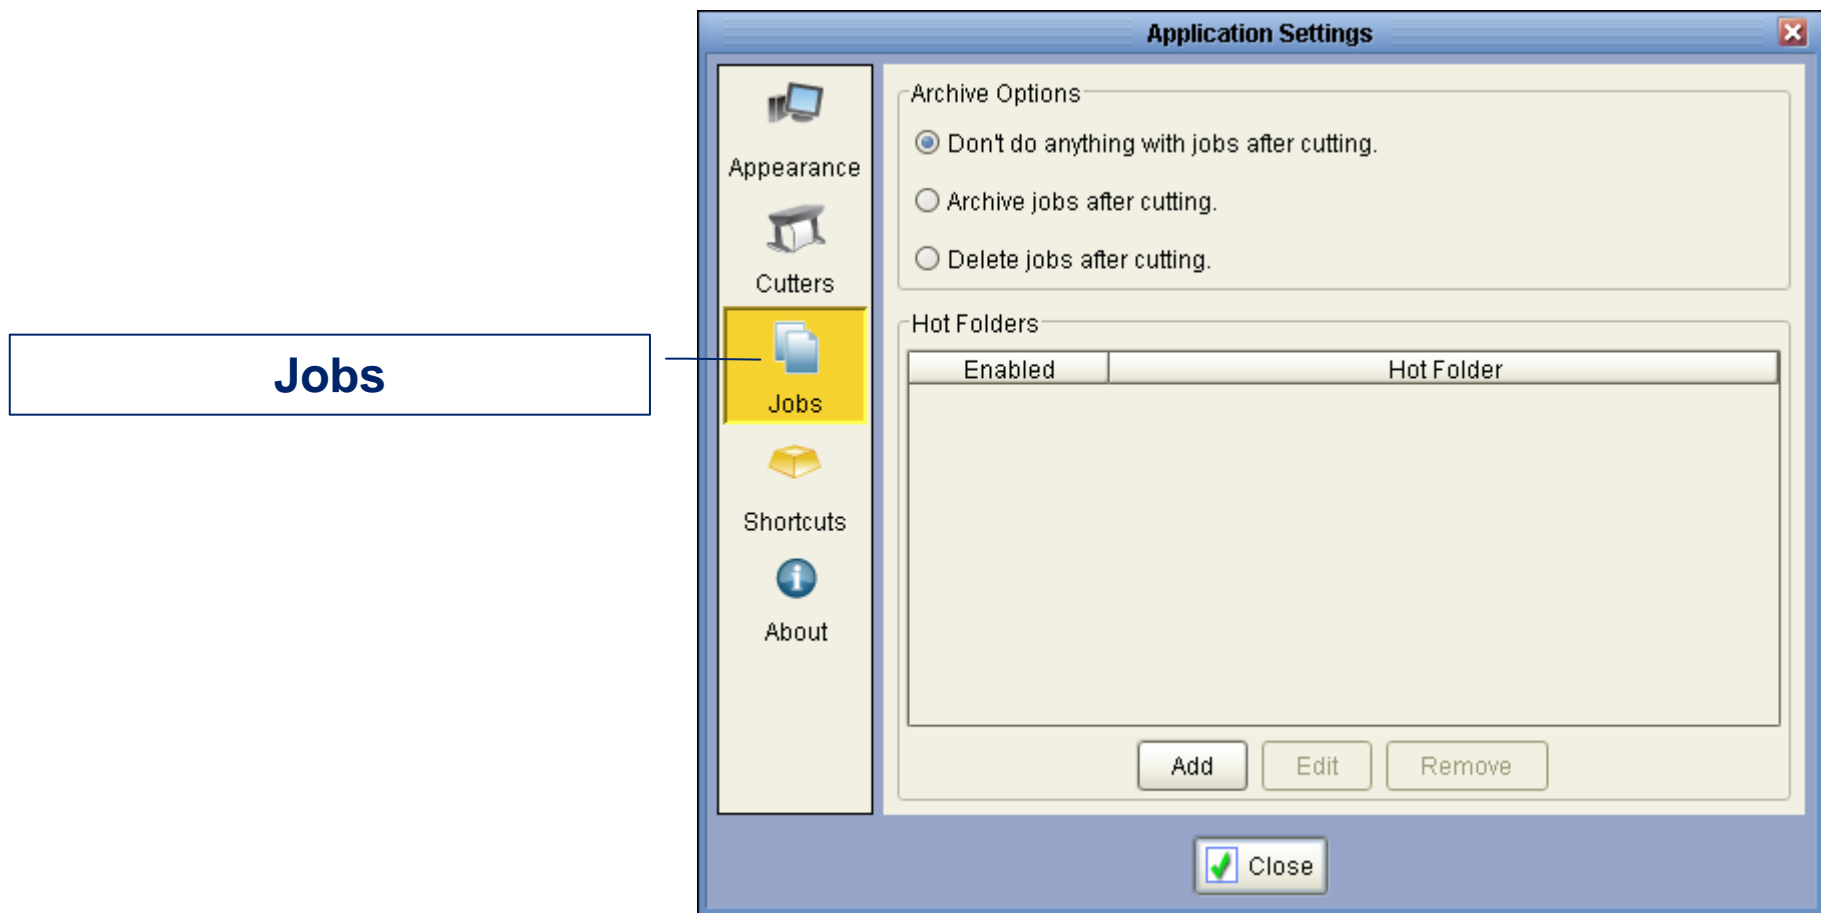 Application Settings
Jobs
Appearance
Cutters
Jobs
Shortcuts
About
Archive Options
Don't do anything with jobs after cutting.
Archive jobs after cutting.
Delete jobs after cutting.
Hot Folders
Enabled Hot Folder
Add Edit Remove
Close